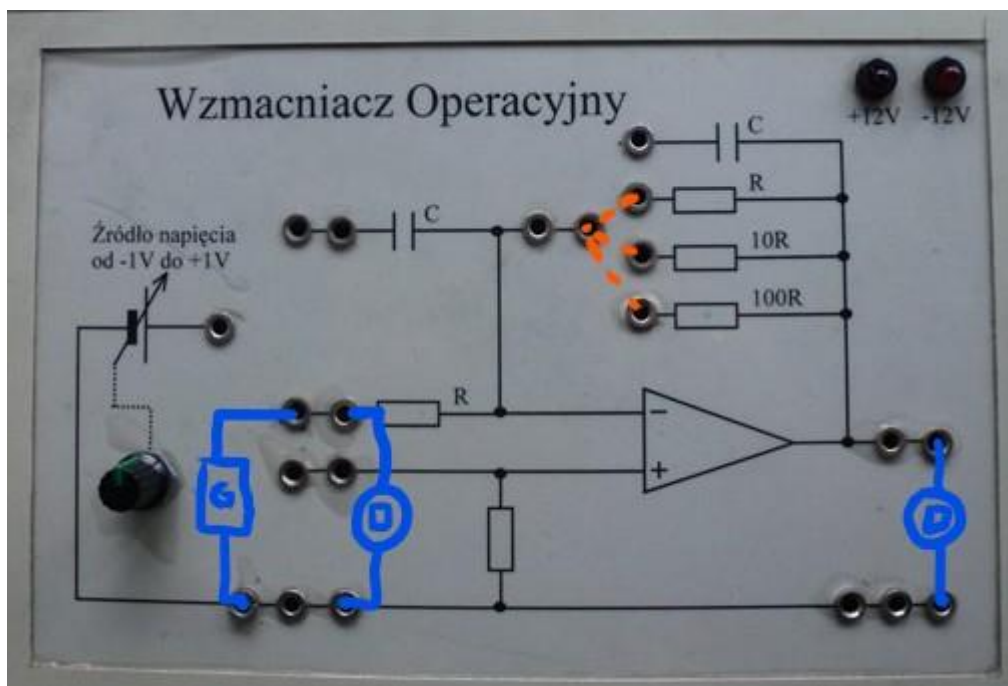 Wzmacniacz Operacyjny
+12V -12V
C
R
C
Źródło napięcia
od -1V do +1V
10R
100R
R
−
+
G